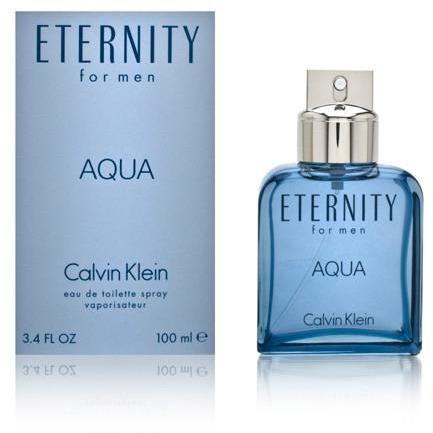 ETERNITY
for men
AQUA
Calvin Klein
eau de toilette spray
vaporisateur
3.4 FL OZ 100 ml ℮
ETERNITY
for men
AQUA
Calvin Klein